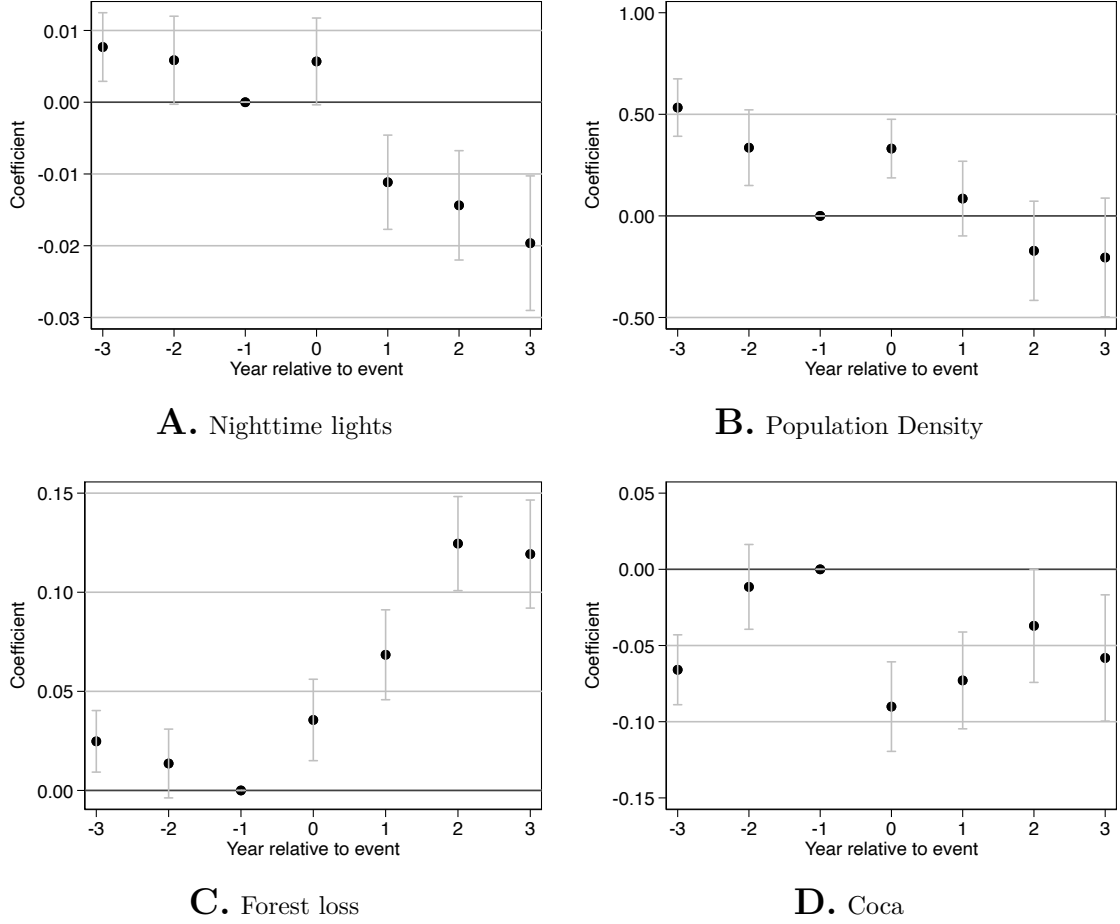 0.01
0.00
-0.01
-0.02
-0.03
Coefficient
-3 -2 -1 0 1 2 3
Year relative to event
A. Nighttime lights
1.00
0.50
0.00
-0.50
Coefficient
-3 -2 -1 0 1 2 3
Year relative to event
B. Population Density
0.15
0.10
0.05
0.00
Coefficient
-3 -2 -1 0 1 2 3
Year relative to event
C. Forest loss
0.05
0.00
-0.05
-0.10
-0.15
Coefficient
-3 -2 -1 0 1 2 3
Year relative to event
D. Coca